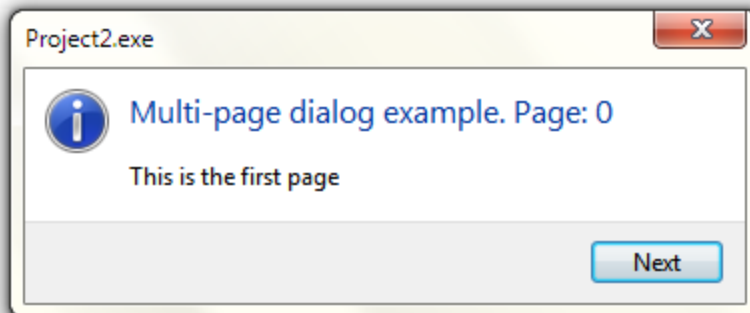 Project2.exe
Multi-page dialog example. Page: 0
This is the first page
Next